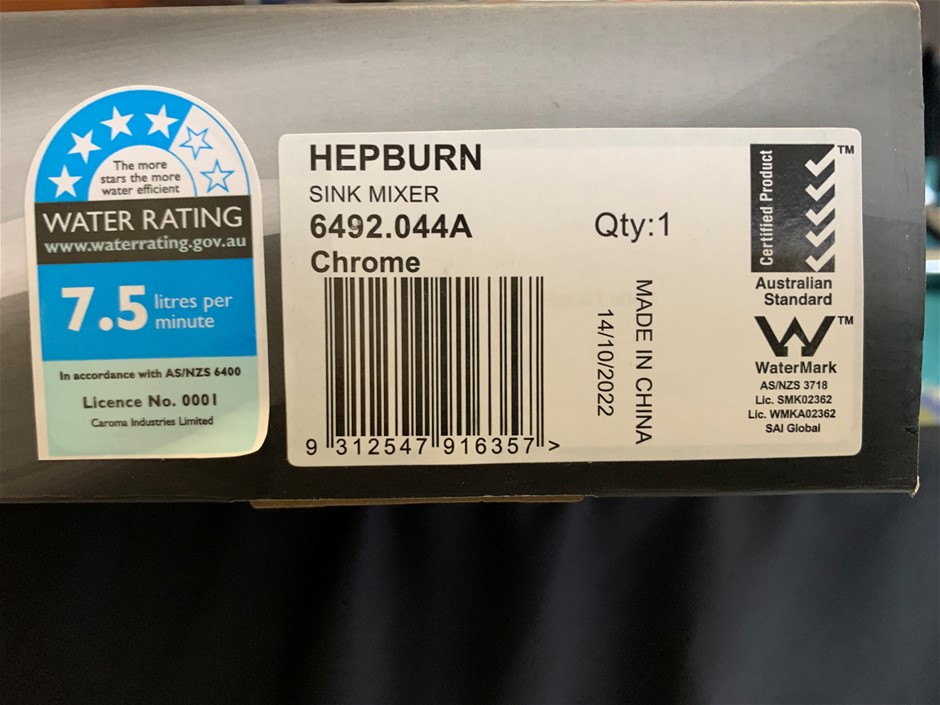 The more
stars the more
water efficient
WATER RATING
www.waterrating.gov.au
7.5 litres per
minute
In accordance with AS/NZS 6400
Licence No. 0001
Caroma Industries Limited
HEPBURN
SINK MIXER
6492.044A
Qty:1
Chrome
9 312547 916357 >
MADE IN CHINA
14/10/2022
Certified Product
TM
Australian
Standard
TM
WaterMark
AS/NZS 3718
Lic. SMK02362
Lic. WMKA02362
SAI Global